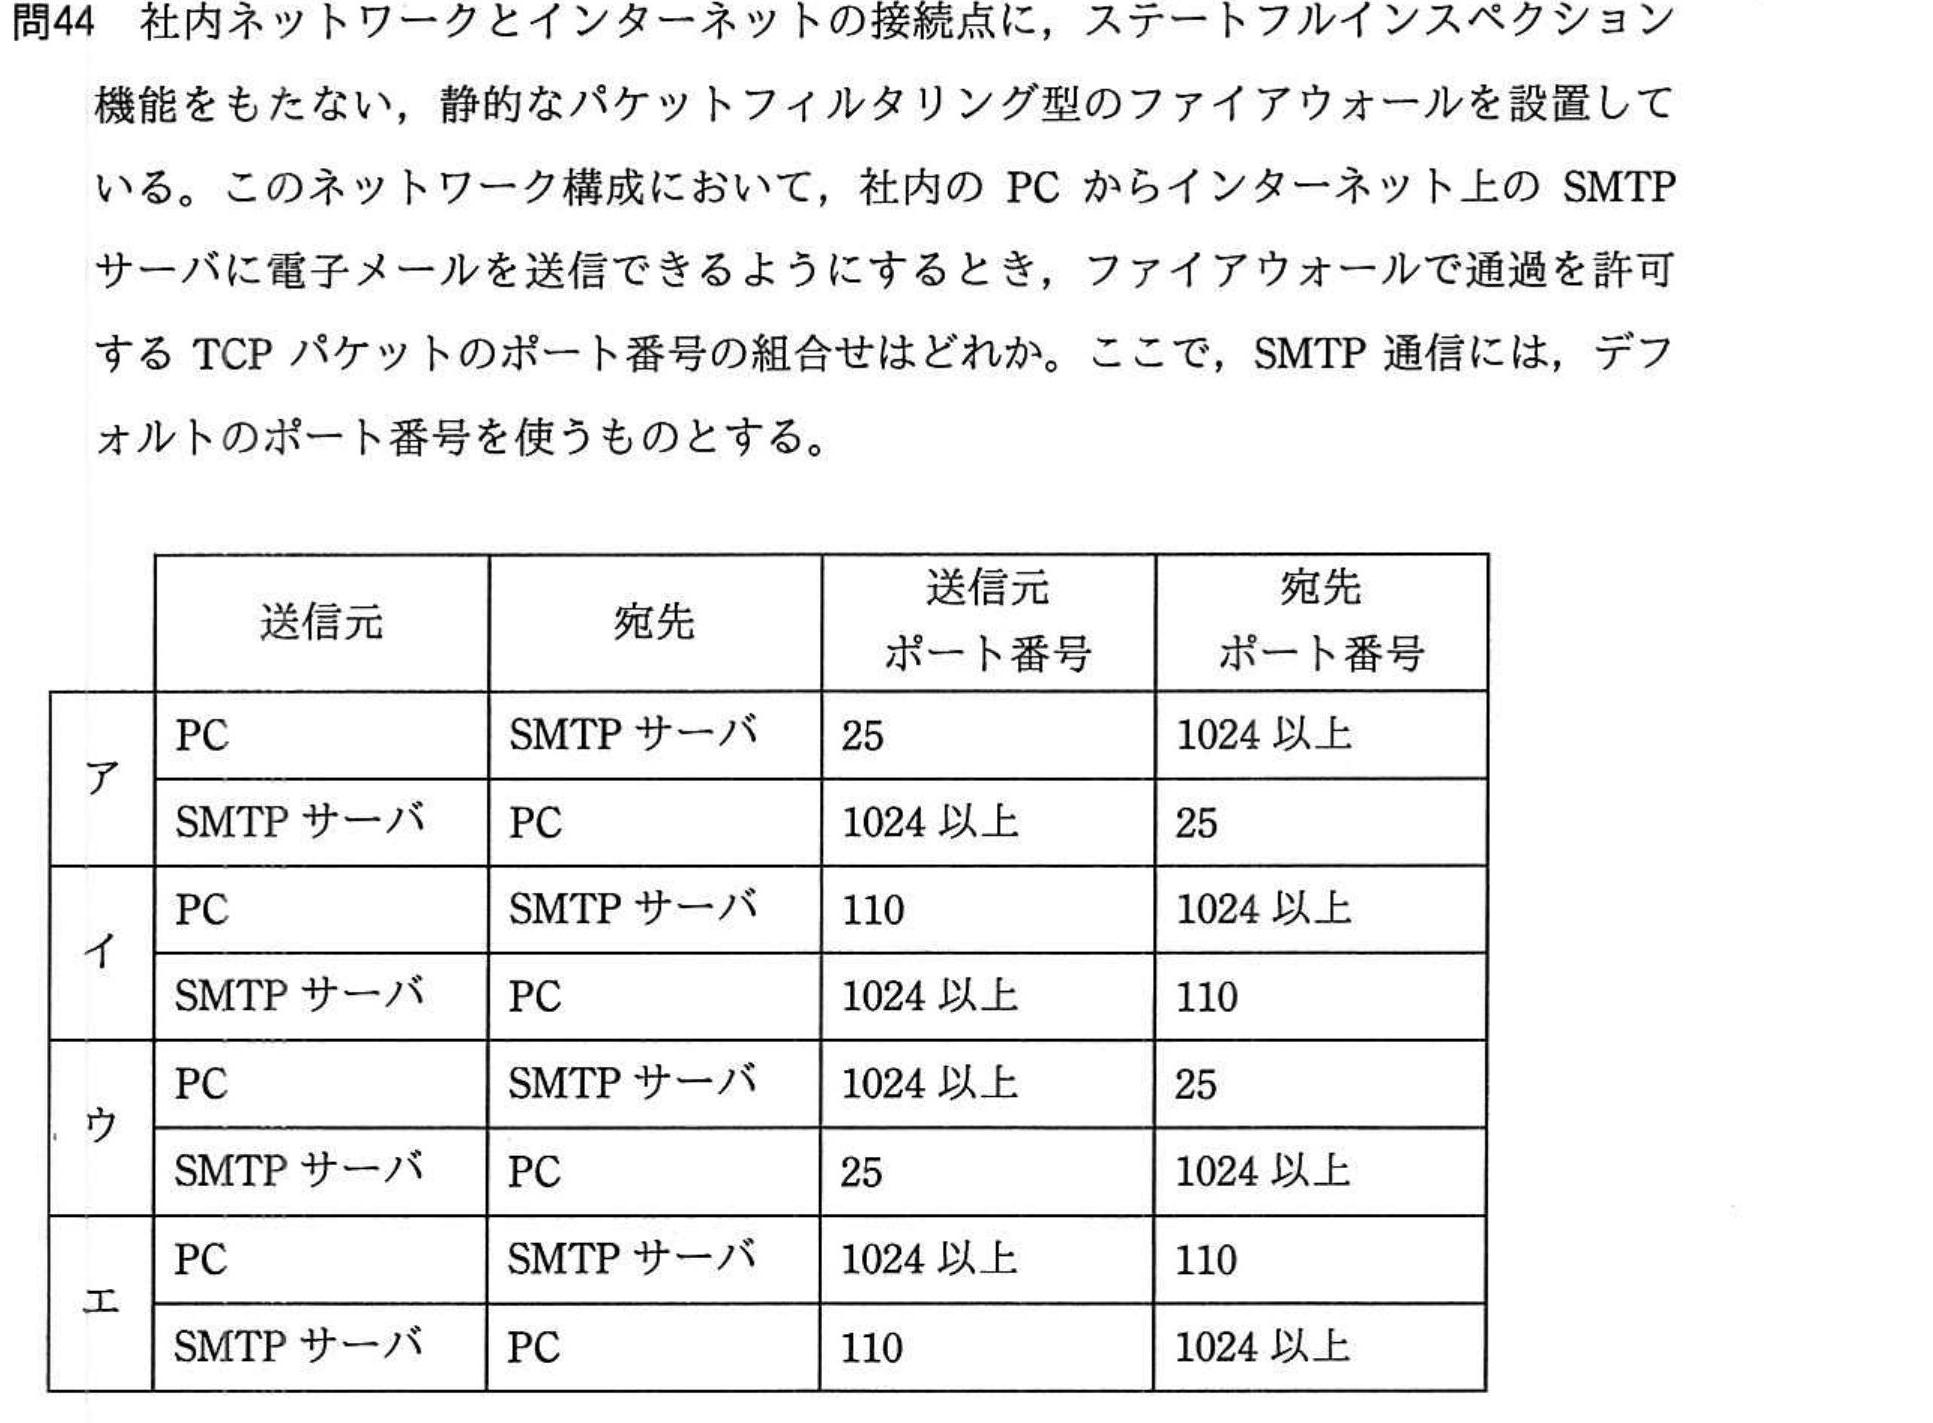 問44 社内ネットワークとインターネットの接続点に，ステートフルインスペクション
機能をもたない，静的なパケットフィルタリング型のファイアウォールを設置して
いる。このネットワーク構成において，社内の PC からインターネット上の SMTP
サーバに電子メールを送信できるようにするとき，ファイアウォールで通過を許可
する TCP パケットのポート番号の組合せはどれか。ここで，SMTP 通信には，デフ
ォルトのポート番号を使うものとする。
送信元 宛先 送信元 ポート番号 宛先 ポート番号
ア
PC SMTP サーバ 25 1024 以上
SMTP サーバ PC 1024 以上 25
イ
PC SMTP サーバ 110 1024 以上
SMTP サーバ PC 1024 以上 110
ウ
PC SMTP サーバ 1024 以上 25
SMTP サーバ PC 25 1024 以上
エ
PC SMTP サーバ 1024 以上 110
SMTP サーバ PC 110 1024 以上